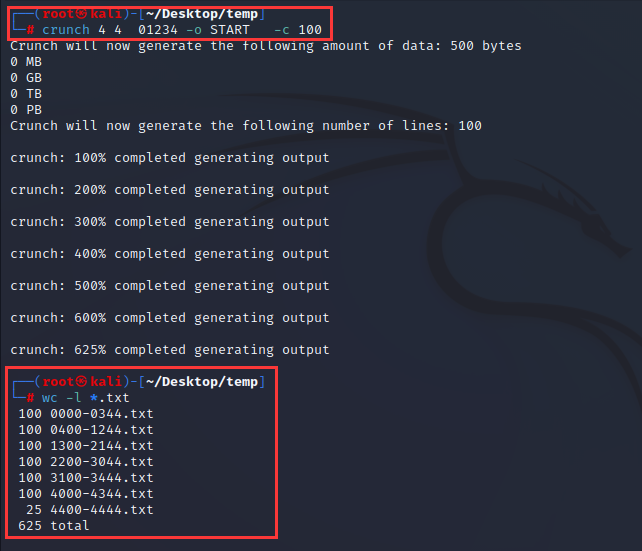 ┌──(root㉿kali)-[~/Desktop/temp]
└─# crunch 4 4  01234 -o START   -c 100
Crunch will now generate the following amount of data: 500 bytes
0 MB
0 GB
0 TB
0 PB
Crunch will now generate the following number of lines: 100
crunch: 100% completed generating output
crunch: 200% completed generating output
crunch: 300% completed generating output
crunch: 400% completed generating output
crunch: 500% completed generating output
crunch: 600% completed generating output
crunch: 625% completed generating output
┌──(root㉿kali)-[~/Desktop/temp]
└─# wc -l *.txt
100 0000-0344.txt
100 0400-1244.txt
100 1300-2144.txt
100 2200-3044.txt
100 3100-3444.txt
100 4000-4344.txt
25 4400-4444.txt
625 total